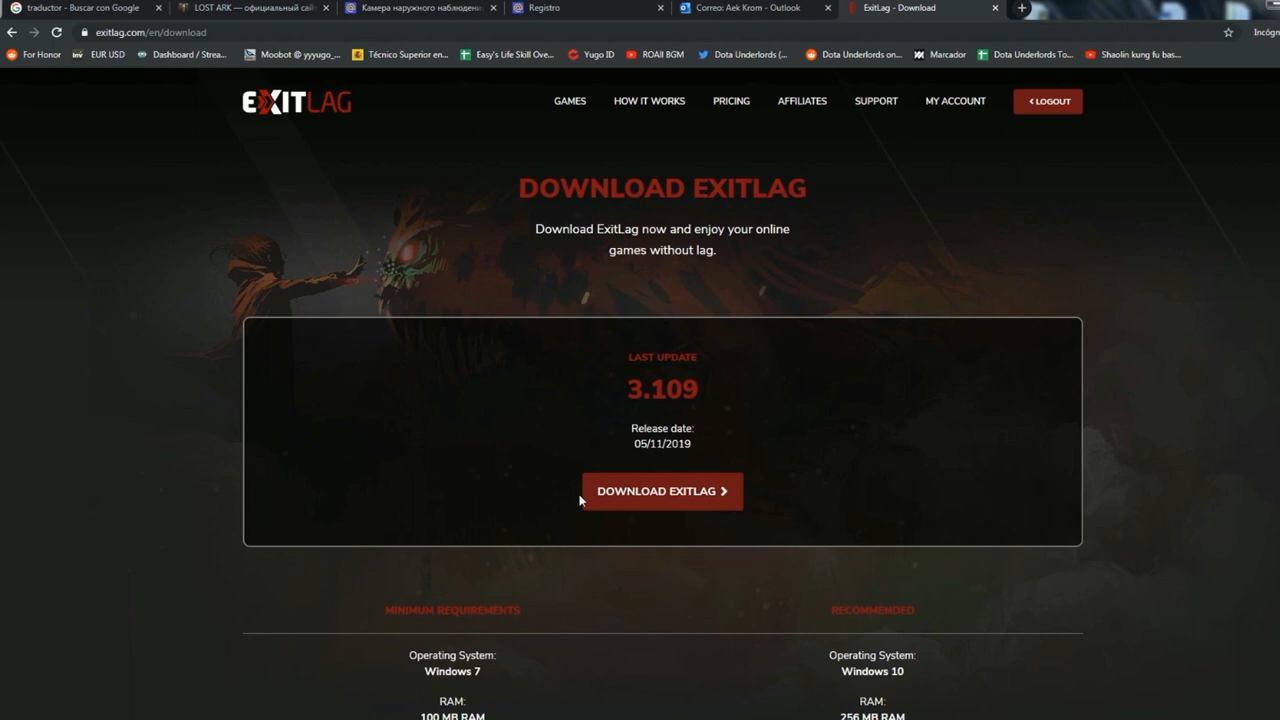 traductor - Buscar con Google
LOST ARK — официальный сай
Камера наружного наблюдени
Registro
Correo: Aek Krom - Outlook
ExitLag - Download
exitlag.com/en/download
Incógn
For Honor
EUR USD
Dashboard / Strea...
Moobot @ yyyugo_...
Técnico Superior en...
Easy's Life Skill Ove...
Yugo ID
ROAII BGM
Dota Underlords (...
Dota Underlords on...
Marcador
Dota Underlords To...
Shaolin kung fu bas...
EXITLAG
GAMES
HOW IT WORKS
PRICING
AFFILIATES
SUPPORT
MY ACCOUNT
LOGOUT
DOWNLOAD EXITLAG
Download ExitLag now and enjoy your online
games without lag.
LAST UPDATE
3.109
Release date:
05/11/2019
DOWNLOAD EXITLAG
MINIMUM REQUIREMENTS
RECOMMENDED
Operating System:
Windows 7
Operating System:
Windows 10
RAM:
100 MB RAM
RAM:
256 MB RAM